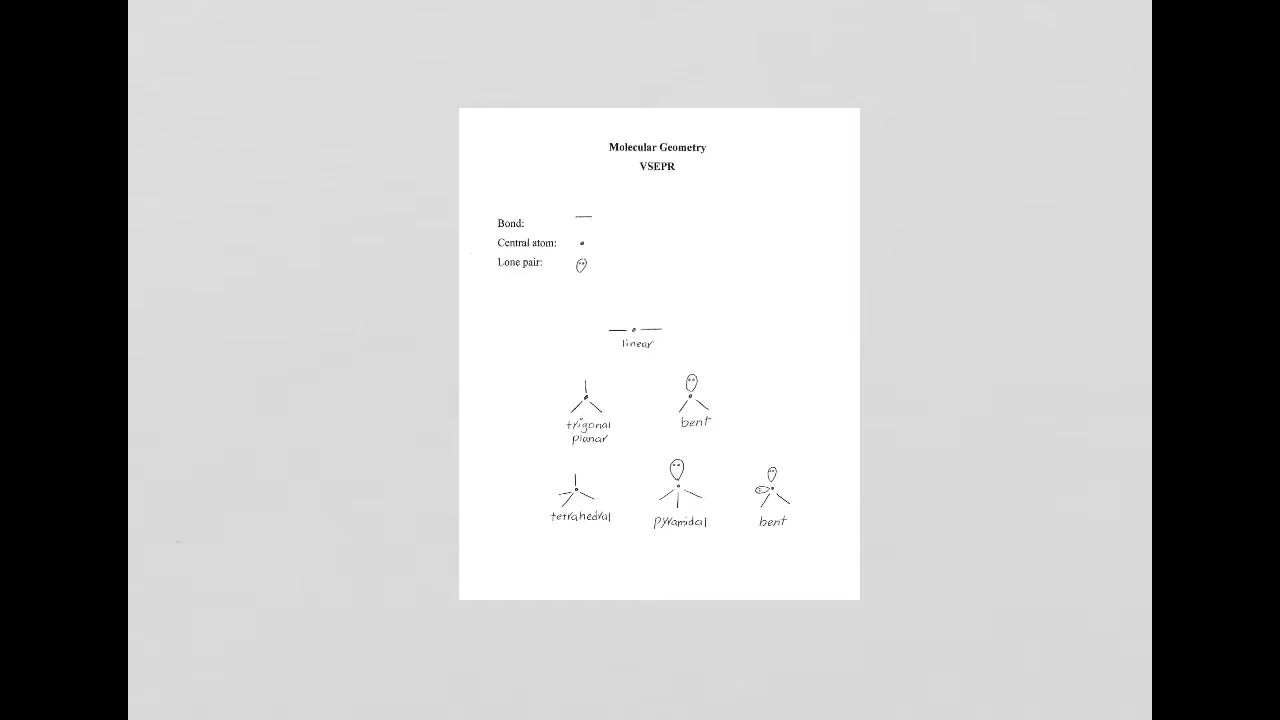 Molecular Geometry
VSEPR
Bond:
Central atom:
Lone pair:
linear
trigonal
planar
bent
tetrahedral
pyramidal
bent